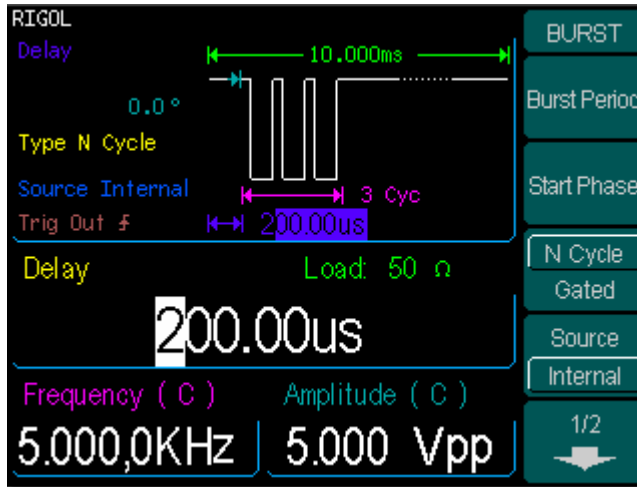 RIGOL
Delay
10.000ms
0.0°
Type N Cycle
Source Internal
3 Cyc
Trig Out
200.00us
Delay
Load: 50 Ω
200.00us
Frequency ( C )
Amplitude ( C )
5.000,0KHz
5.000 Vpp
BURST
Burst Period
Start Phase
N Cycle
Gated
Source
Internal
1/2